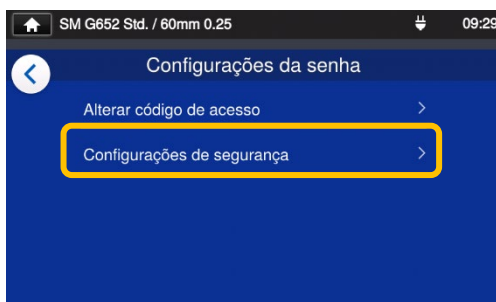 SM G652 Std. / 60mm 0.25 09:29
Configurações da senha
Alterar código de acesso
Configurações de segurança